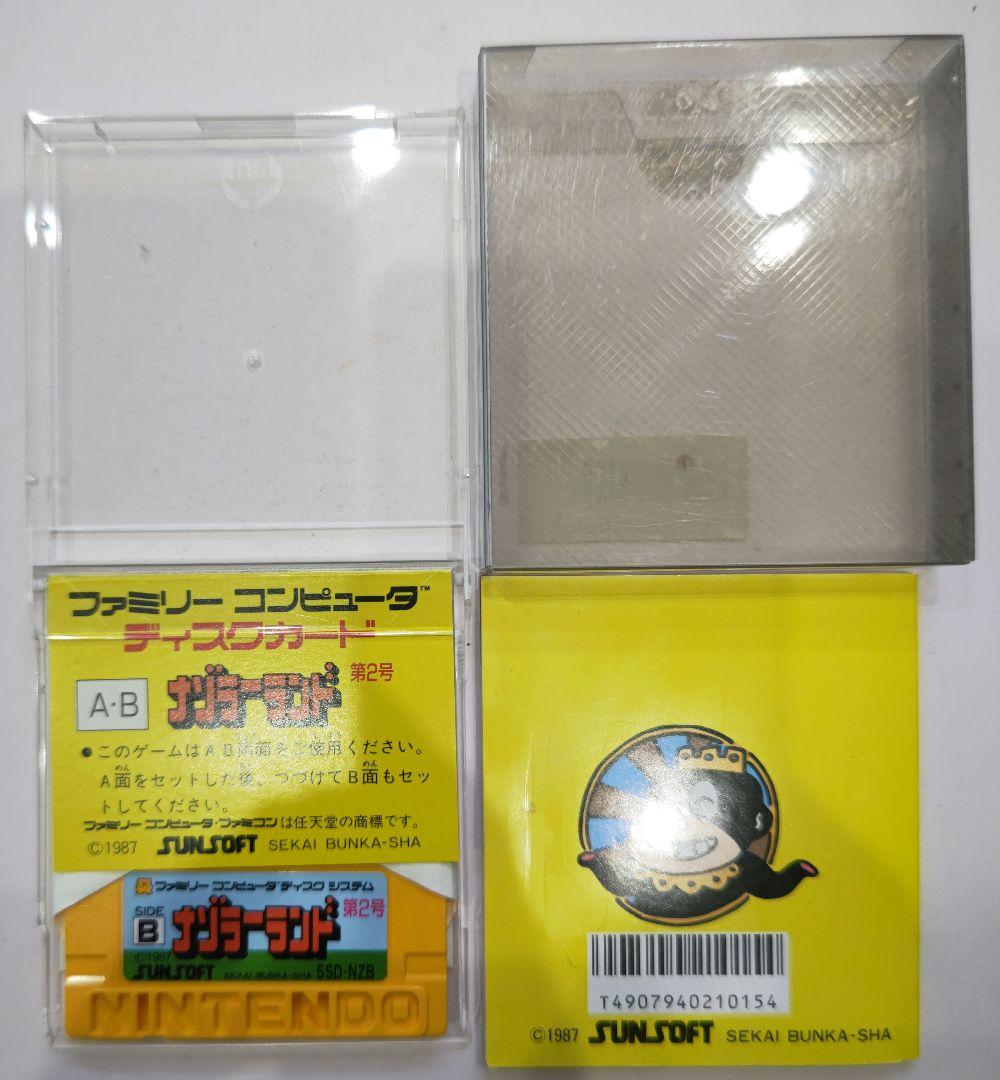 ファミリー コンピュータ™
ディスクカード
ナゾラーランド 第2号
A·B
●このゲームはAB両面をご使用ください。
A面をセットした後、つづけてB面もセッ
トしてください。
ファミリー コンピュータ・ファミコンは任天堂の商標です。
©1987 SUNSOFT SEKAI BUNKA-SHA
ファミリー コンピュータ ディスク システム
SIDE
B
ナゾラーランド 第2号
©1987
SUNSOFT SEKAI BUNKA-SHA SSD-NZB
NINTENDO
T4907940210154
©1987 SUNSOFT SEKAI BUNKA-SHA